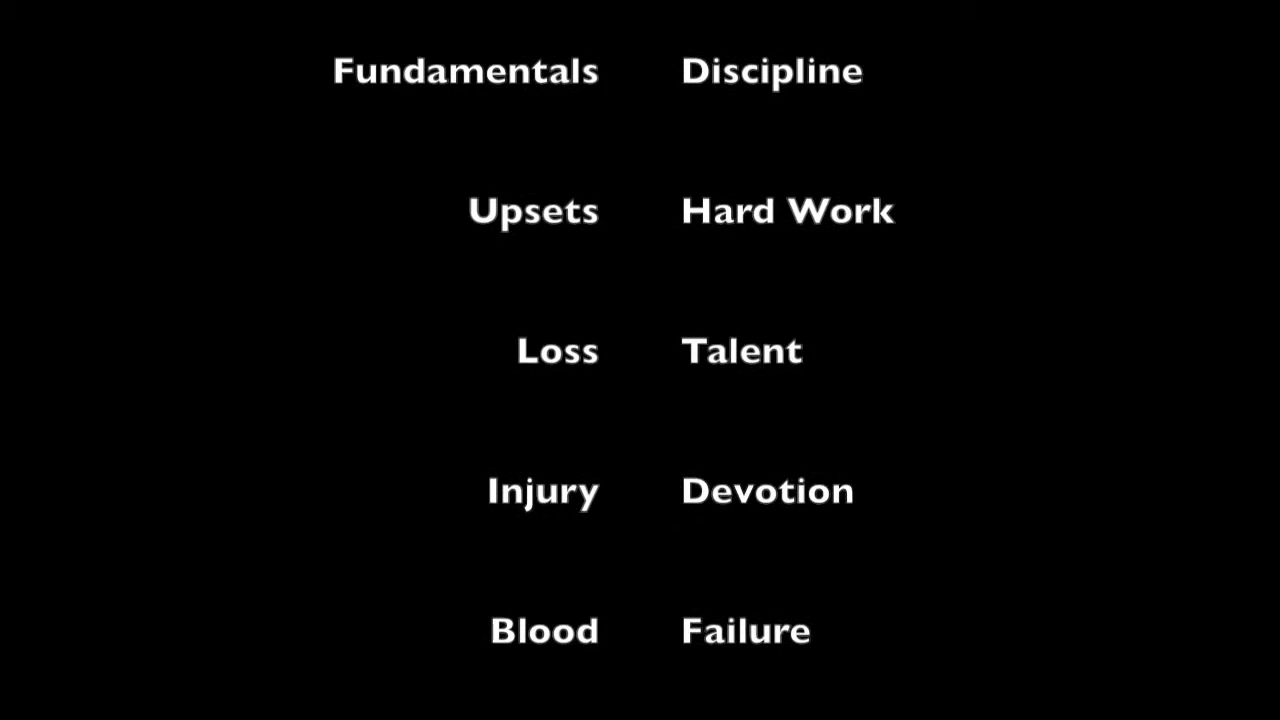 Fundamentals Discipline
Upsets Hard Work
Loss Talent
Injury Devotion
Blood Failure